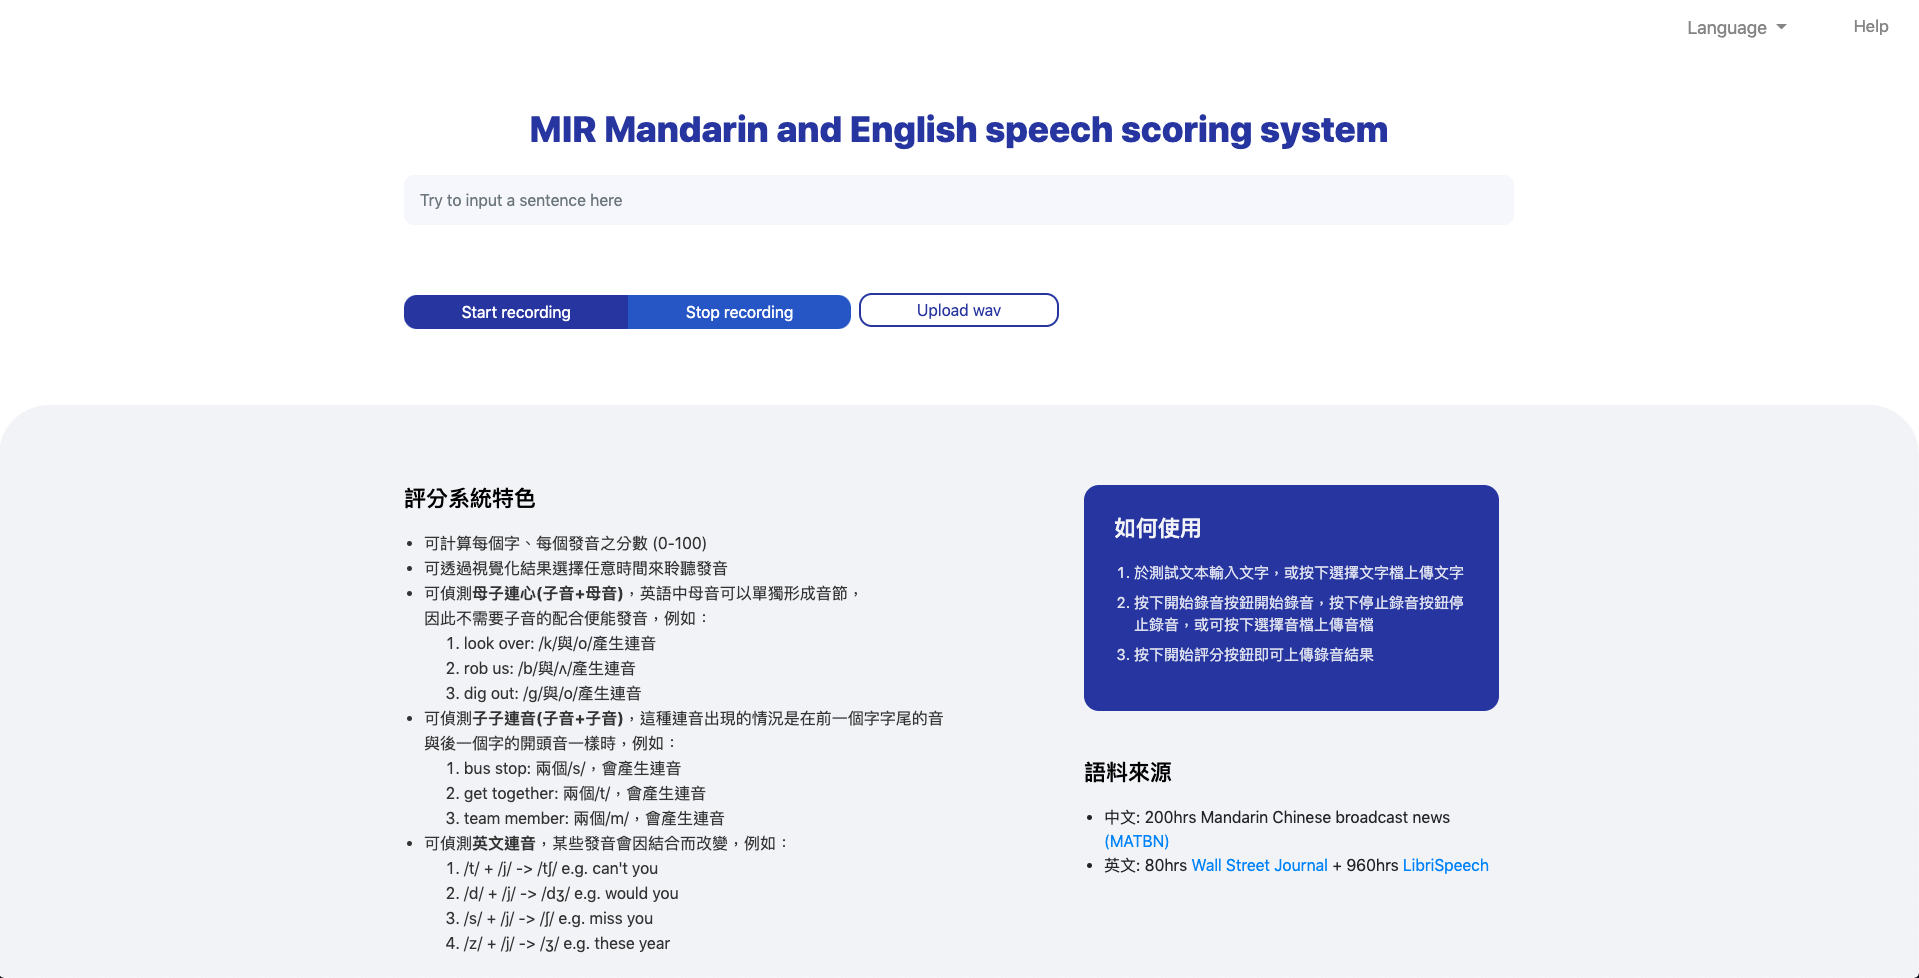 Language
Help
MIR Mandarin and English speech scoring system
Try to input a sentence here
Start recording
Stop recording
Upload wav
評分系統特色
• 可計算每個字、每個發音之分數 (0-100)
• 可透過視覺化結果選擇任意時間來聆聽發音
• 可偵測母子連心(子音+母音)，英語中母音可以單獨形成音節，
因此不需要子音的配合便能發音，例如：
1. look over: /k/與/o/產生連音
2. rob us: /b/與/ʌ/產生連音
3. dig out: /g/與/o/產生連音
• 可偵測子子連音(子音+子音)，這種連音出現的情況是在前一個字字尾的音
與後一個字的開頭音一樣時，例如：
1. bus stop: 兩個/s/，會產生連音
2. get together: 兩個/t/，會產生連音
3. team member: 兩個/m/，會產生連音
• 可偵測英文連音，某些發音會因結合而改變，例如：
1. /t/ + /j/ -> /tʃ/ e.g. can't you
2. /d/ + /j/ -> /dʒ/ e.g. would you
3. /s/ + /j/ -> /ʃ/ e.g. miss you
4. /z/ + /j/ -> /ʒ/ e.g. these year
如何使用
1. 於測試文本輸入文字，或按下選擇文字檔上傳文字
2. 按下開始錄音按鈕開始錄音，按下停止錄音按鈕停
止錄音，或可按下選擇音檔上傳音檔
3. 按下開始評分按鈕即可上傳錄音結果
語料來源
• 中文: 200hrs Mandarin Chinese broadcast news
(MATBN)
• 英文: 80hrs Wall Street Journal + 960hrs LibriSpeech